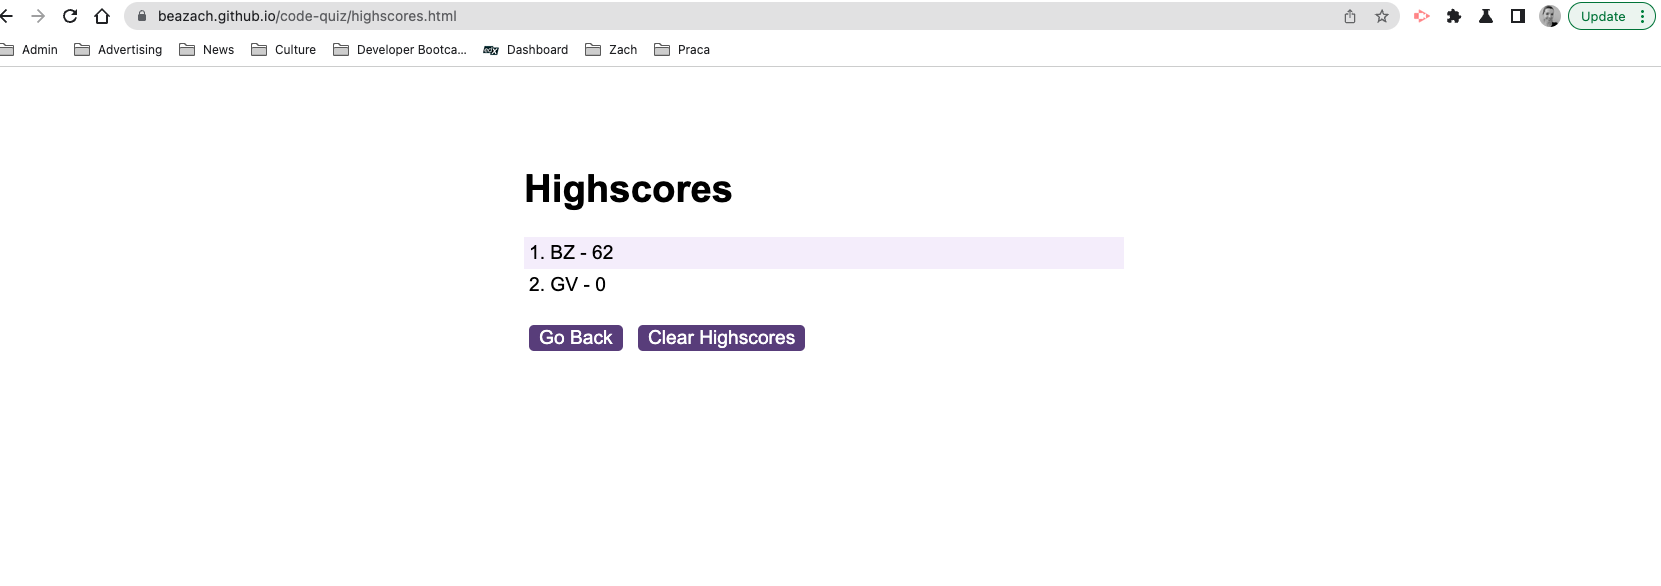 beazach.github.io/code-quiz/highscores.html
Update
Admin Advertising News Culture Developer Bootca... Dashboard Zach Praca
Highscores
1. BZ - 62
2. GV - 0
Go Back Clear Highscores